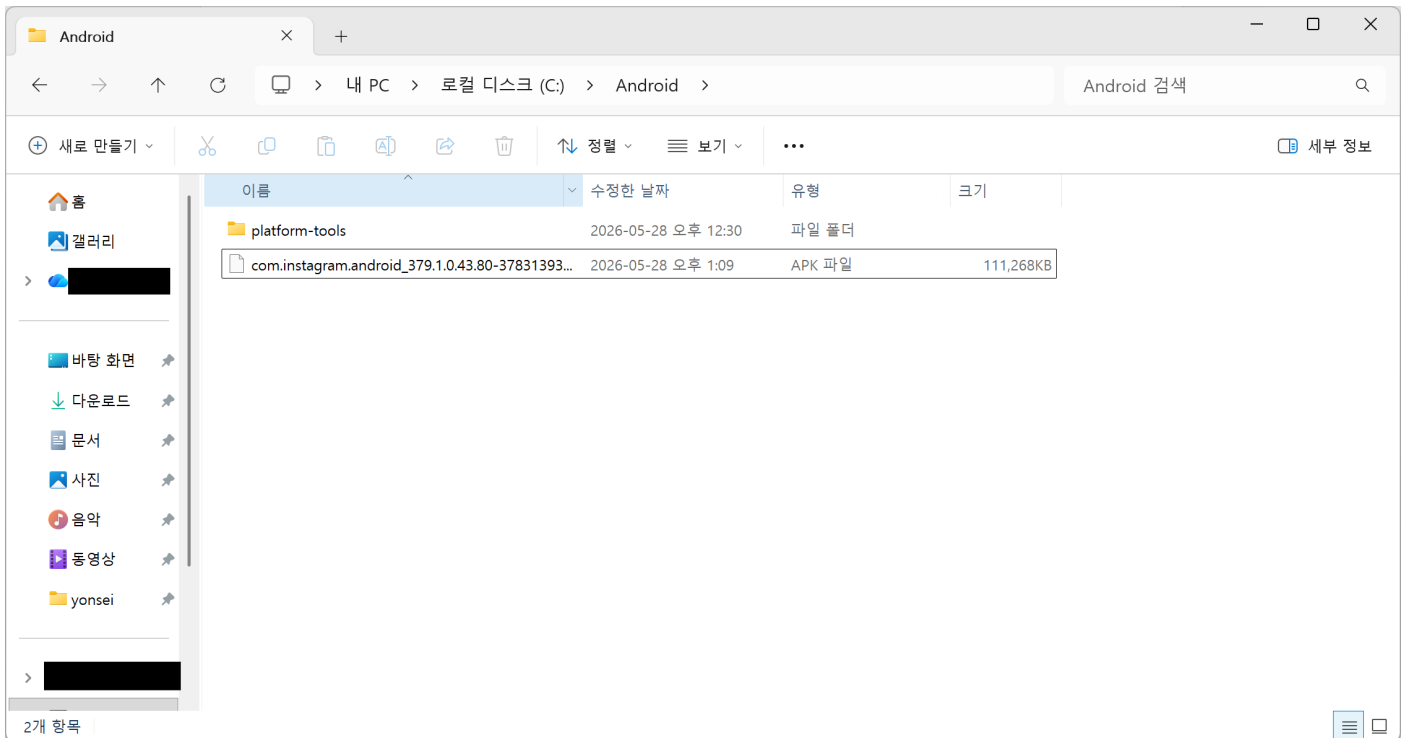 Android
내 PC > 로컬 디스크 (C:) > Android >
Android 검색
새로 만들기
정렬
보기
세부 정보
이름 수정한 날짜 유형 크기
platform-tools 2026-05-28 오후 12:30 파일 폴더
com.instagram.android_379.1.0.43.80-37831393... 2026-05-28 오후 1:09 APK 파일 111,268KB
홈
갤러리
바탕 화면
다운로드
문서
사진
음악
동영상
yonsei
2개 항목